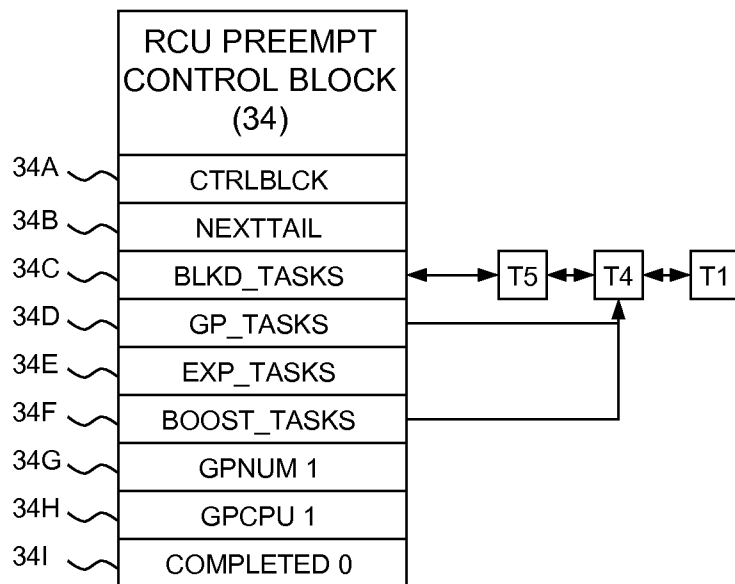 RCU PREEMPT
CONTROL BLOCK
(34)
34A CTRLBLCK
34B NEXTTAIL
34C BLKD_TASKS T5 T4 T1
34D GP_TASKS
34E EXP_TASKS
34F BOOST_TASKS
34G GPNUM 1
34H GPCPU 1
34I COMPLETED 0